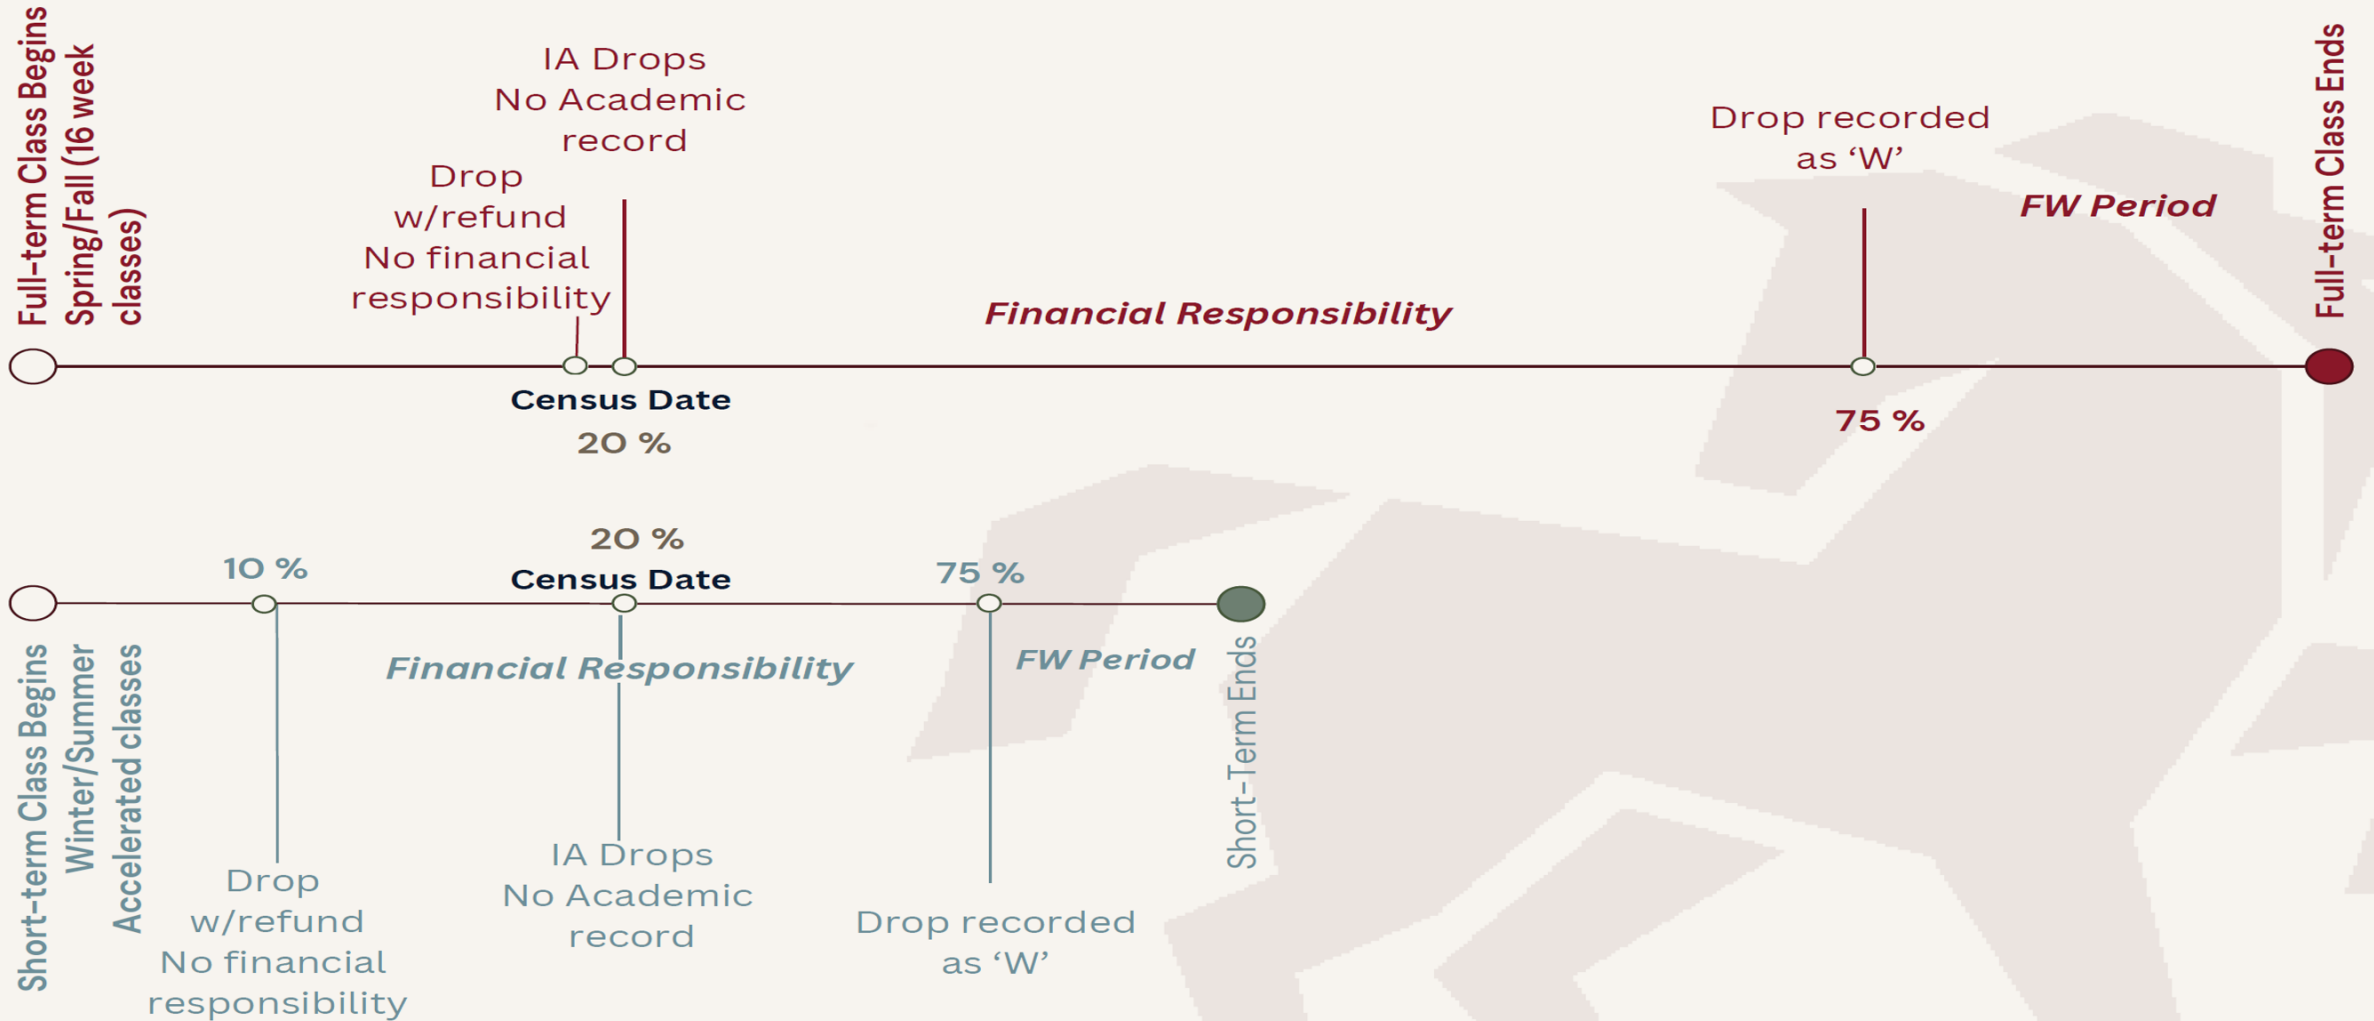 Full-term Class Begins
Spring/Fall (16 week
classes)
IA Drops
No Academic
record
Drop
w/refund
No financial
responsibility
Financial Responsibility
Drop recorded
as ‘W’
FW Period
Full-term Class Ends
Census Date
20 %
75 %
10 %
20 %
Census Date
75 %
Short-term Class Begins
Winter/Summer
Accelerated classes
Financial Responsibility
FW Period
Short-Term Ends
Drop
w/refund
No financial
responsibility
IA Drops
No Academic
record
Drop recorded
as ‘W’